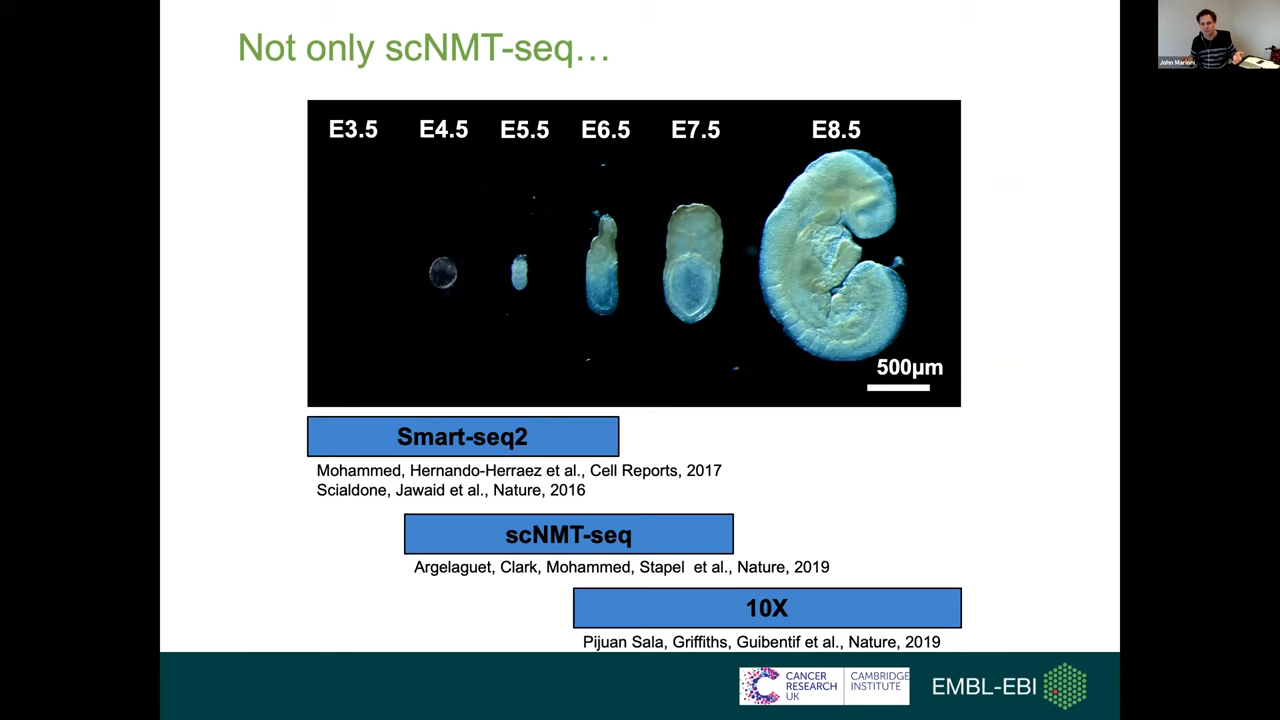 Not only scNMT-seq...
John Marioni
E3.5 E4.5 E5.5 E6.5 E7.5 E8.5
500µm
Smart-seq2
Mohammed, Hernando-Herraez et al., Cell Reports, 2017
Scialdone, Jawaid et al., Nature, 2016
scNMT-seq
Argelaguet, Clark, Mohammed, Stapel et al., Nature, 2019
10X
Pijuan Sala, Griffiths, Guibentif et al., Nature, 2019
CANCER RESEARCH UK
CAMBRIDGE INSTITUTE
EMBL-EBI